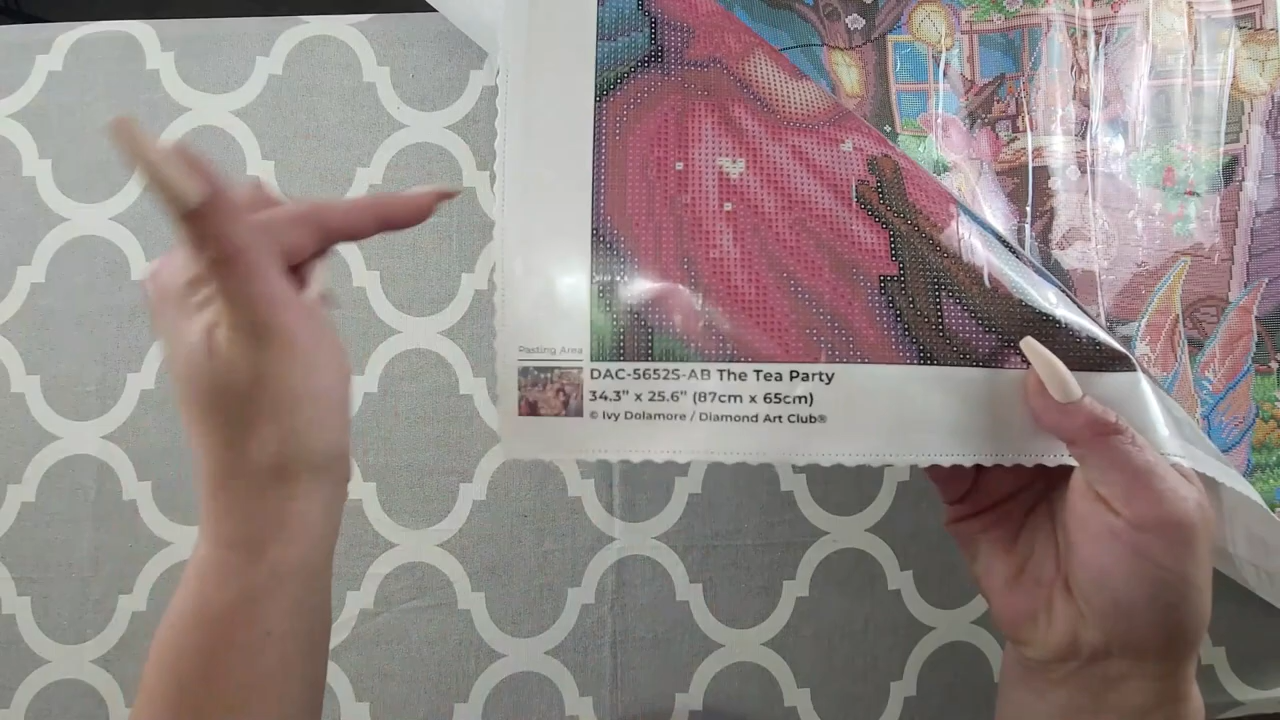 Pasting Area
DAC-5652S-AB The Tea Party
34.3" x 25.6" (87cm x 65cm)
© Ivy Dolamore / Diamond Art Club®